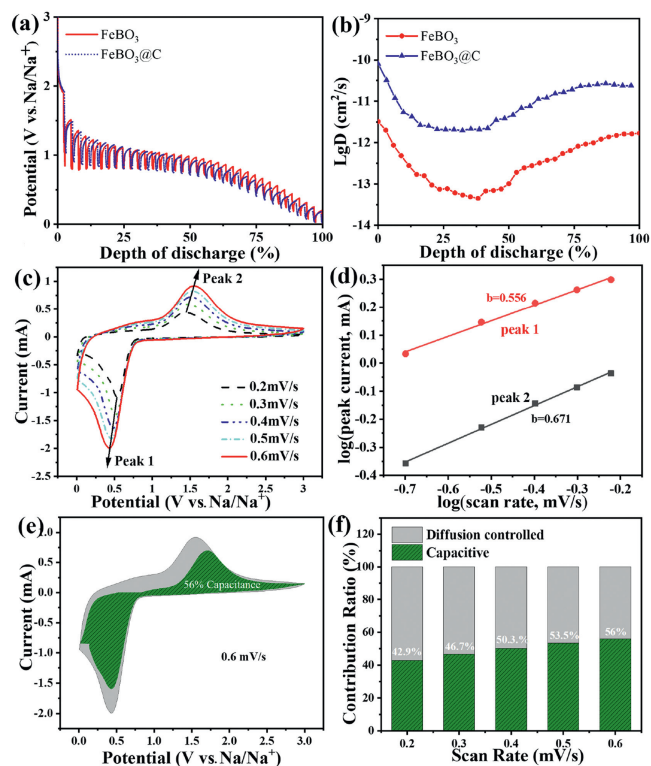 (a)
FeBO3
FeBO3@C
Potential (V vs.Na/Na+)
3
2
1
0
0 25 50 75 100
Depth of discharge (%)
(b)
FeBO3
FeBO3@C
LgD (cm2/s)
-9
-10
-11
-12
-13
-14
0 25 50 75 100
Depth of discharge (%)
(c)
Peak 2
Peak 1
0.2mV/s
0.3mV/s
0.4mV/s
0.5mV/s
0.6mV/s
Current (mA)
1.0
0.5
0.0
-0.5
-1.0
-1.5
-2.0
-2.5
0.0 0.5 1.0 1.5 2.0 2.5 3.0
Potential (V vs.Na/Na+)
(d)
b=0.556
peak 1
peak 2
b=0.671
log(peak current, mA)
0.3
0.2
0.1
0.0
-0.1
-0.2
-0.3
-0.4
-0.7 -0.6 -0.5 -0.4 -0.3 -0.2
log(scan rate, mV/s)
(e)
56% Capacitance
0.6 mV/s
Current (mA)
1.0
0.5
0.0
-0.5
-1.0
-1.5
-2.0
0.0 0.5 1.0 1.5 2.0 2.5 3.0
Potential (V vs.Na/Na+)
(f)
Diffusion controlled
Capacitive
42.9%
46.7%
50.3.%
53.5%
56%
Contribution Ratio (%)
120
100
80
60
40
20
0
0.2 0.3 0.4 0.5 0.6
Scan Rate (mV/s)